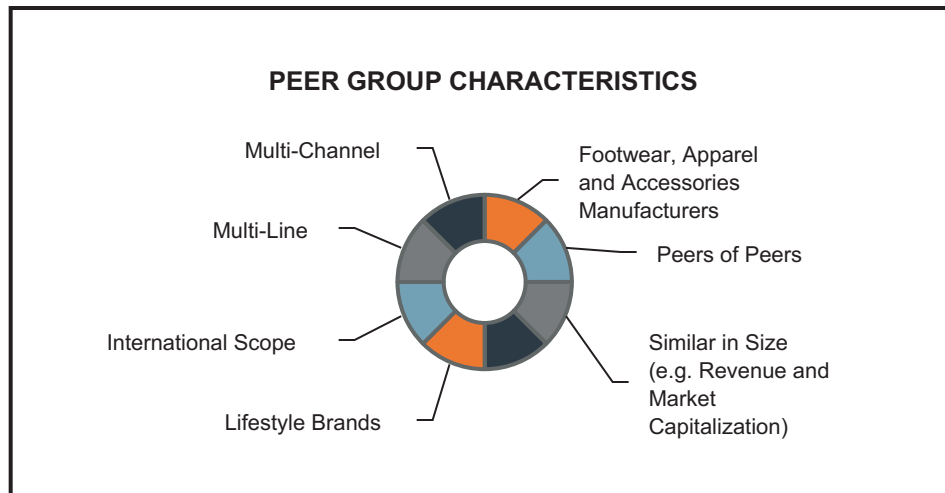 PEER GROUP CHARACTERISTICS
Multi-Channel
Footwear, Apparel
and Accessories
Manufacturers
Multi-Line
Peers of Peers
International Scope
Similar in Size
(e.g. Revenue and
Market
Capitalization)
Lifestyle Brands